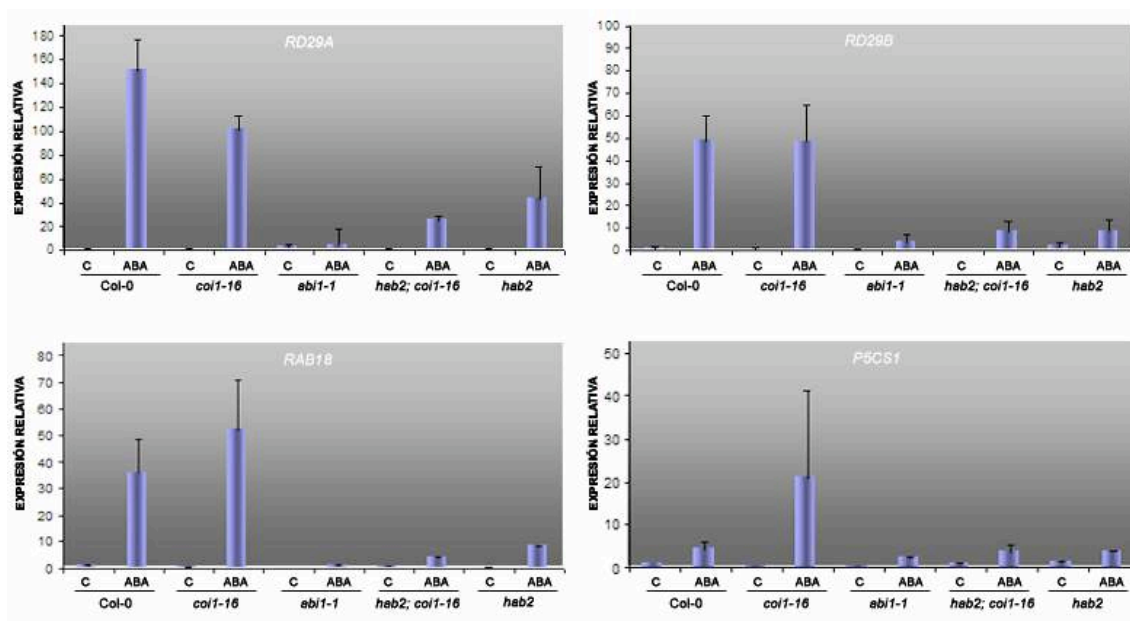 RD29A
EXPRESIÓN RELATIVA
180
160
140
120
100
80
60
40
20
0
C ABA C ABA C ABA C ABA C ABA
Col-0 coi1-16 abi1-1 hab2; coi1-16 hab2
RD29B
EXPRESIÓN RELATIVA
100
90
80
70
60
50
40
30
20
10
0
C ABA C ABA C ABA C ABA C ABA
Col-0 coi1-16 abi1-1 hab2; coi1-16 hab2
RAB18
EXPRESIÓN RELATIVA
80
70
60
50
40
30
20
10
0
C ABA C ABA C ABA C ABA C ABA
Col-0 coi1-16 abi1-1 hab2; coi1-16 hab2
P5CS1
EXPRESIÓN RELATIVA
50
40
30
20
10
0
C ABA C ABA C ABA C ABA C ABA
Col-0 coi1-16 abi1-1 hab2; coi1-16 hab2